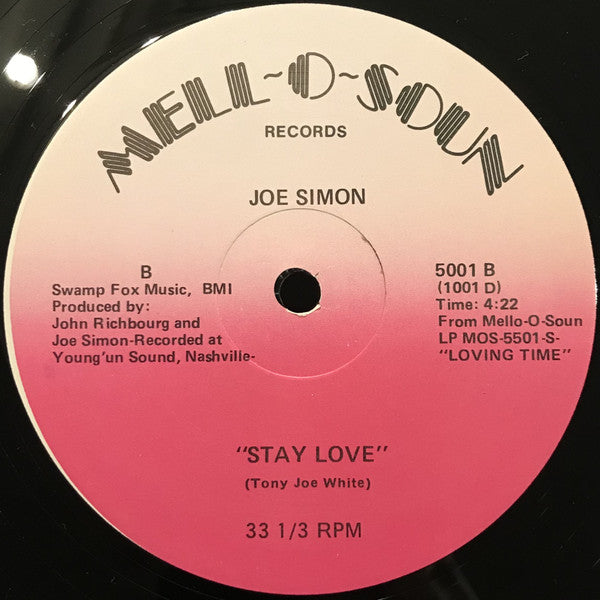 MELL-O-SOUN
RECORDS
JOE SIMON
B
Swamp Fox Music, BMI
Produced by:
John Richbourg and
Joe Simon-Recorded at
Young'un Sound, Nashville-
5001 B
(1001 D)
Time: 4:22
From Mello-O-Soun
LP MOS-5501-S-
"LOVING TIME"
"STAY LOVE"
(Tony Joe White)
33 1/3 RPM